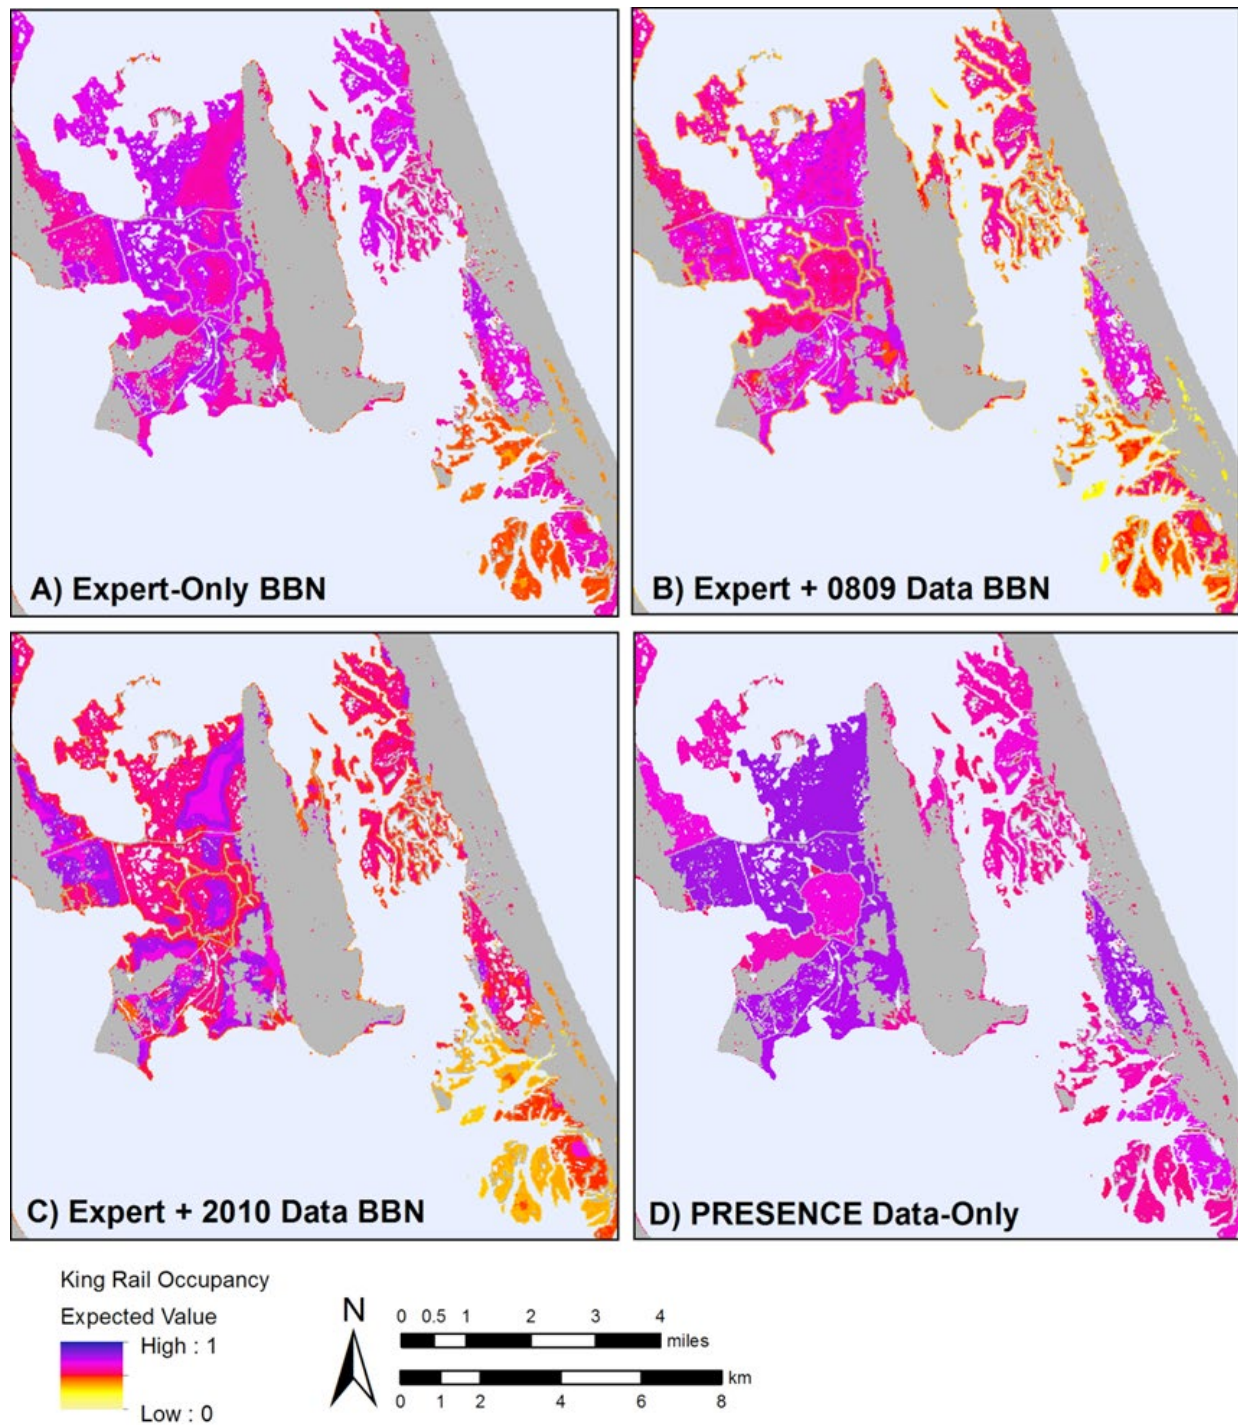 A) Expert-Only BBN
B) Expert + 0809 Data BBN
C) Expert + 2010 Data BBN
D) PRESENCE Data-Only
King Rail Occupancy
Expected Value
High : 1
Low : 0
N
0 0.5 1 2 3 4
miles
km
0 1 2 4 6 8